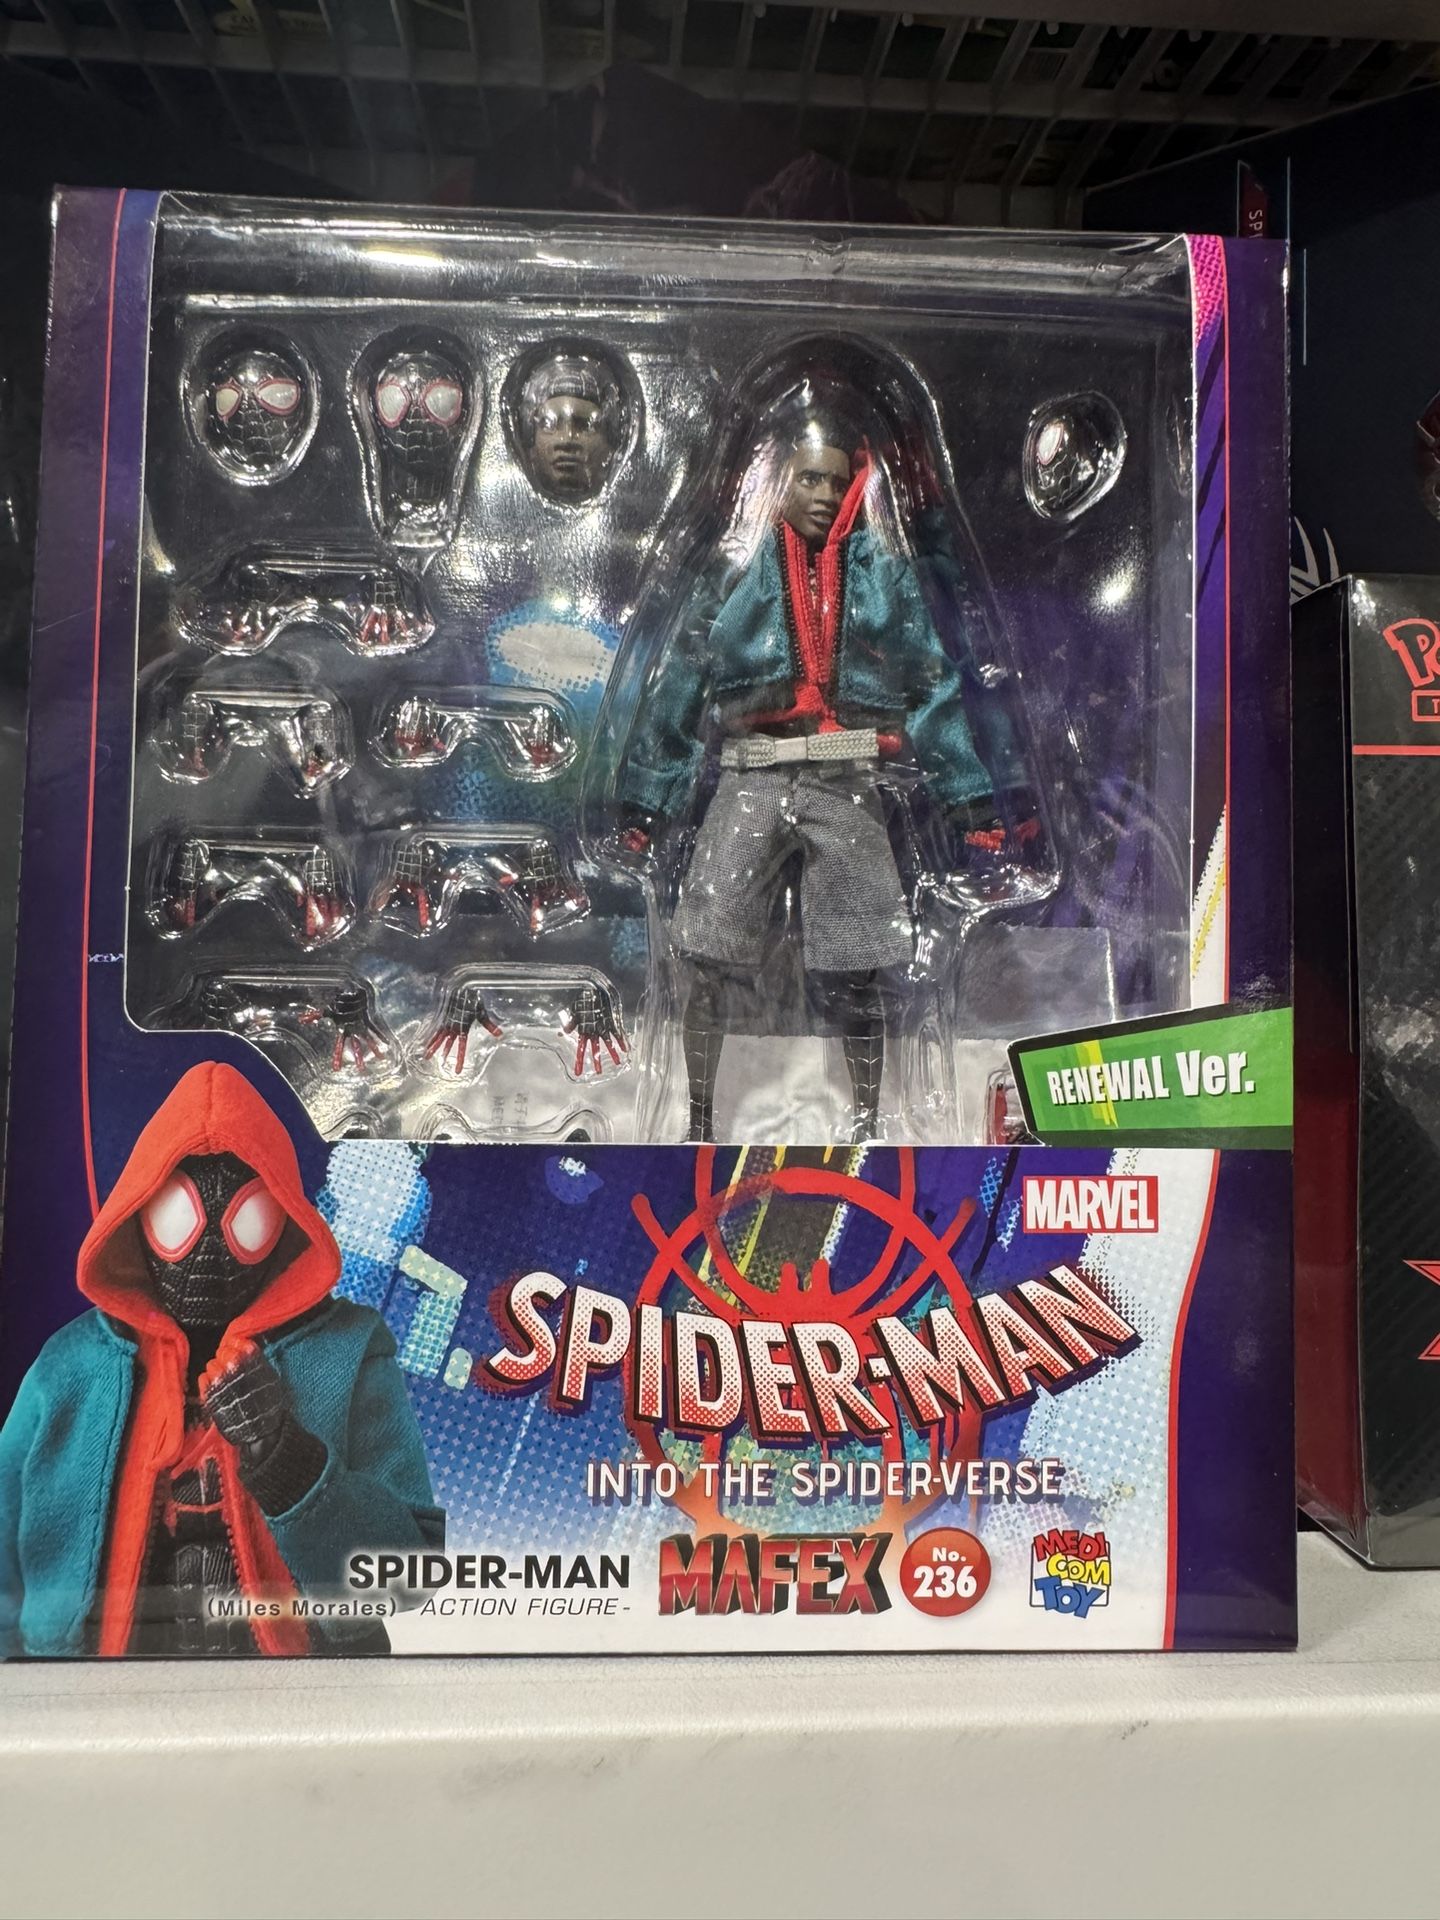 RENEWAL Ver.
MARVEL
SPIDER-MAN
INTO THE SPIDER-VERSE
SPIDER-MAN
(Miles Morales) -ACTION FIGURE-
MAFEX
No.
236
MEDI
COM
TOY